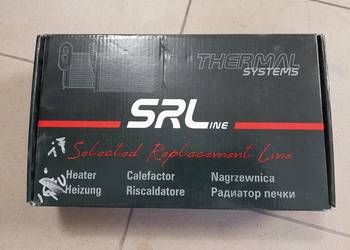 THERMAL
SYSTEMS
SRLINE
Selected Replacement Line
Heater Calefactor Nagrzewnica
Heizung Riscaldatore Радиатор печки